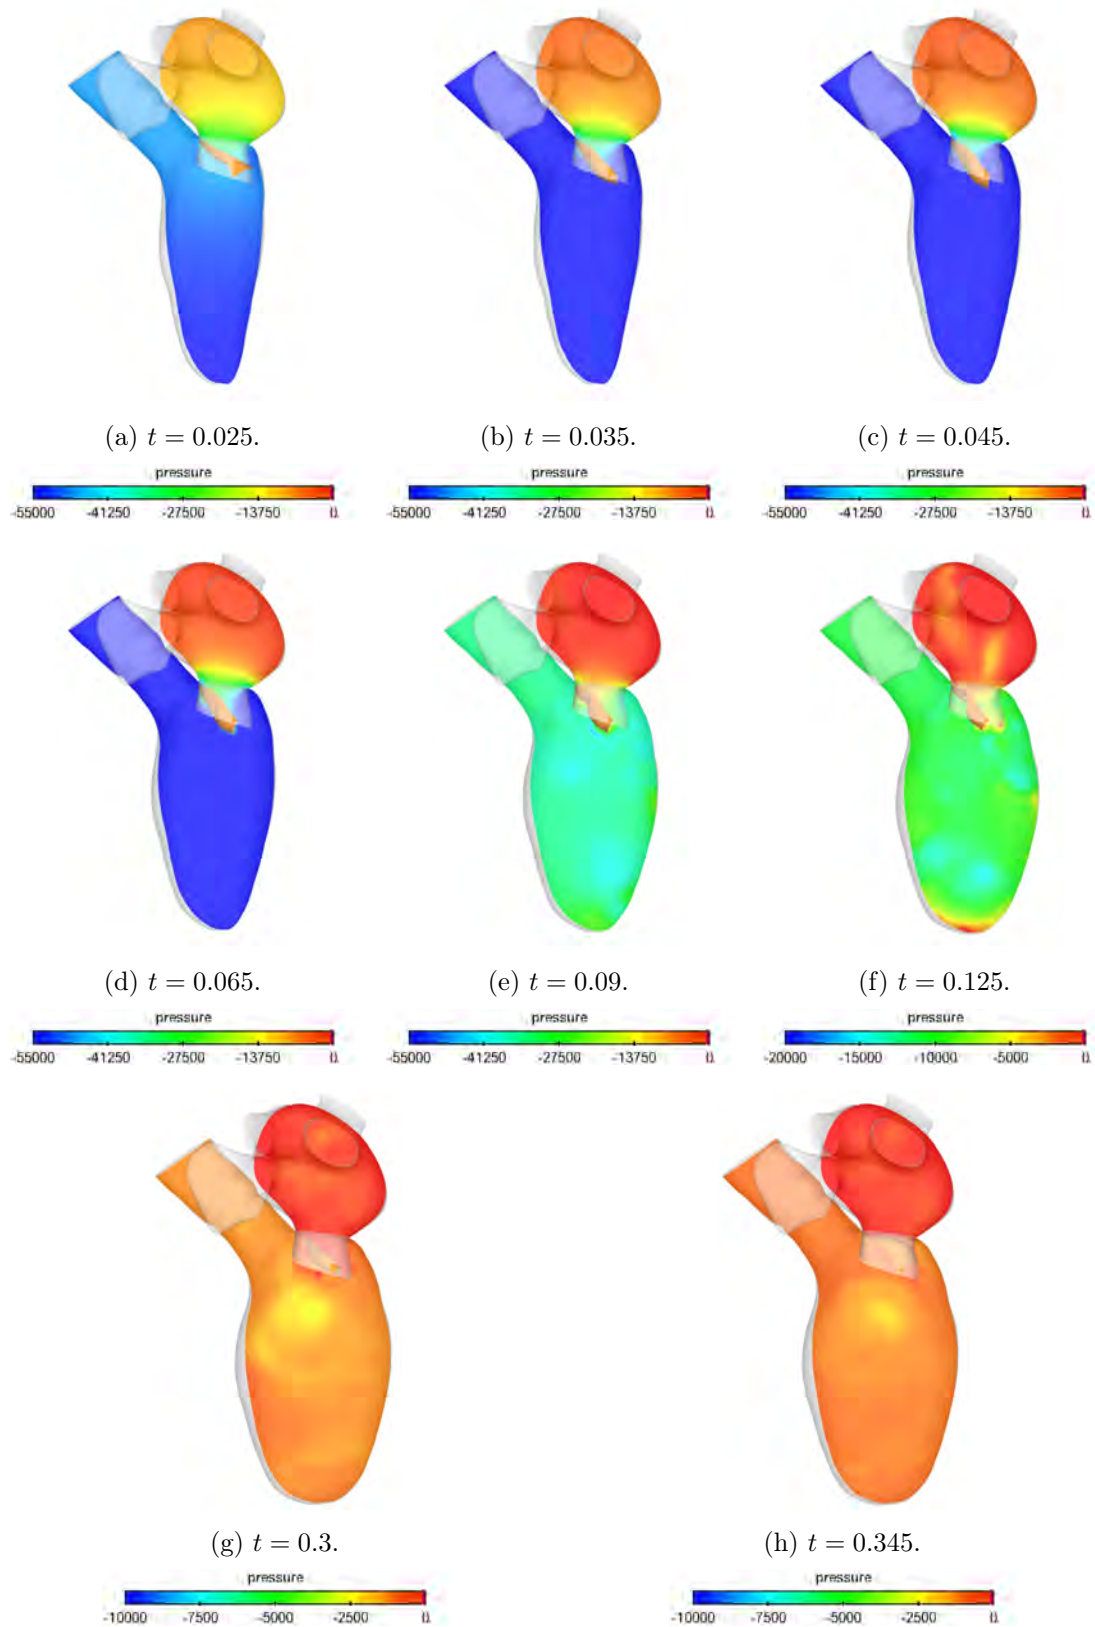 (a) t = 0.025. (b) t = 0.035. (c) t = 0.045.
pressure pressure pressure
-55000 -41250 -27500 -13750 0. -55000 -41250 -27500 -13750 0. -55000 -41250 -27500 -13750 0.
(d) t = 0.065. (e) t = 0.09. (f) t = 0.125.
pressure pressure pressure
-55000 -41250 -27500 -13750 0. -55000 -41250 -27500 -13750 0. -20000 -15000 -10000 -5000 0.
(g) t = 0.3. (h) t = 0.345.
pressure pressure
-10000 -7500 -5000 -2500 0. -10000 -7500 -5000 -2500 0.